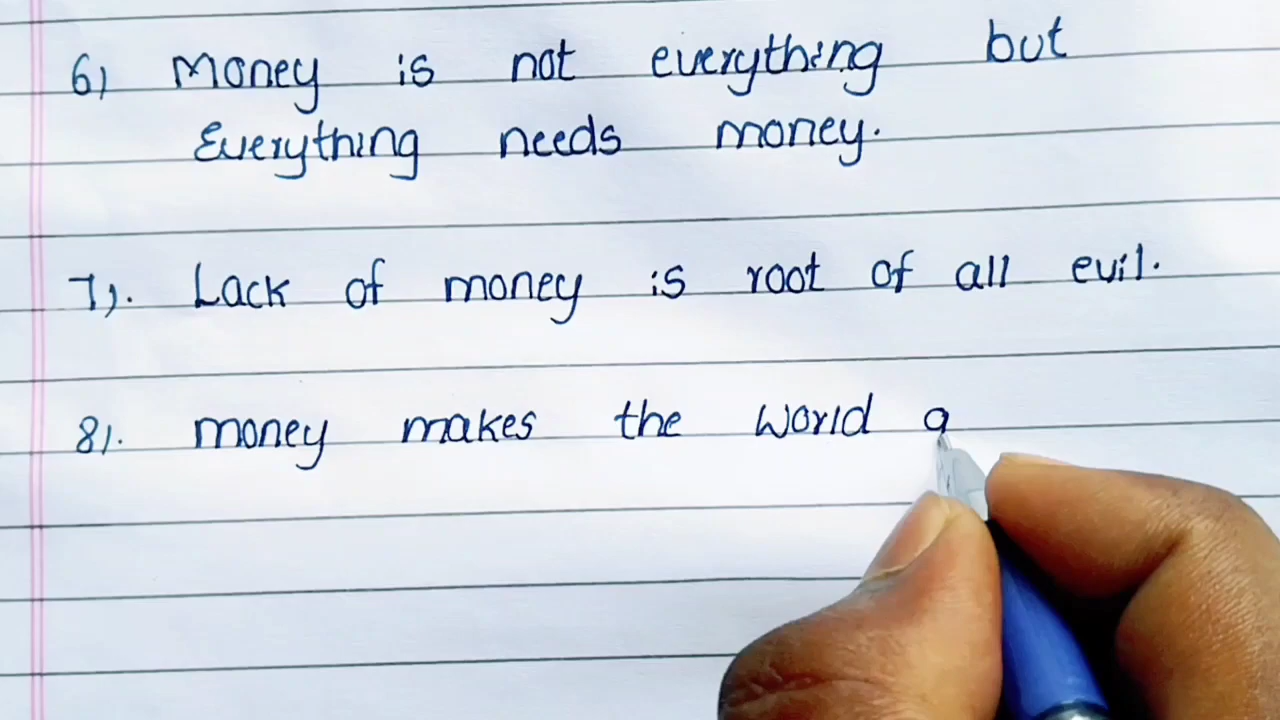 6) Money is not everything but
Everything needs money.
7). Lack of money is root of all evil.
8). money makes the world g